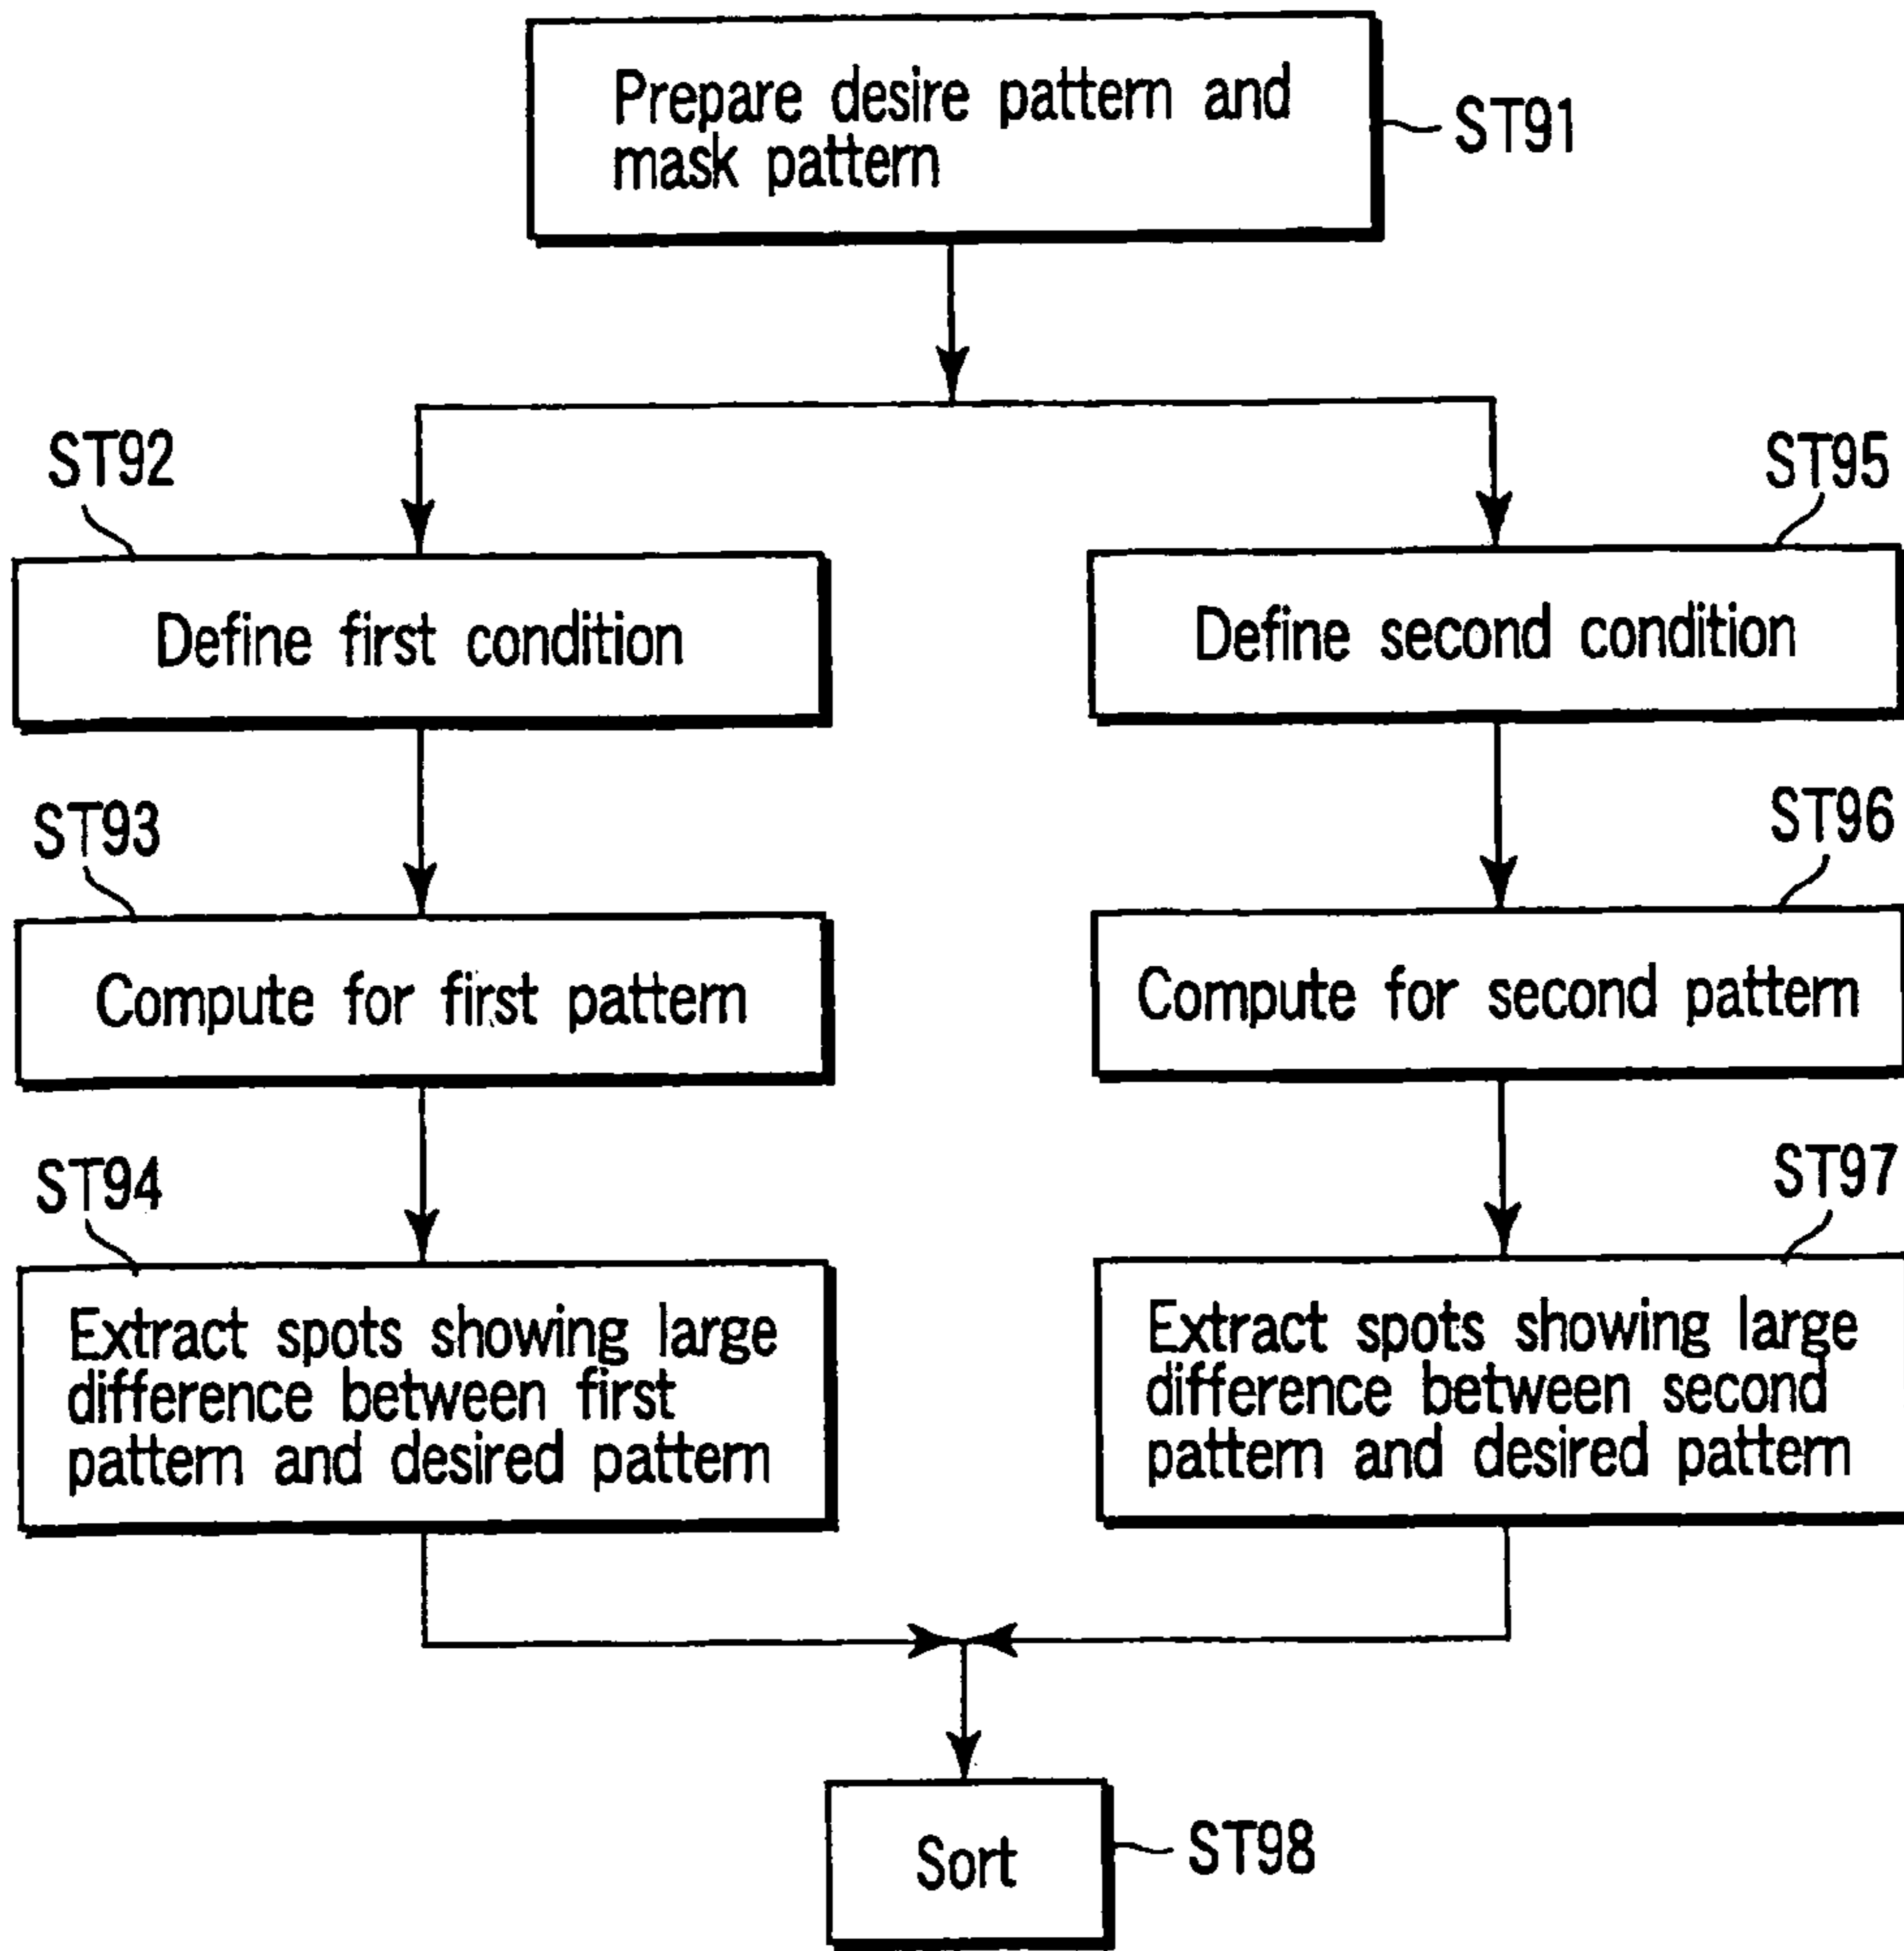 Prepare desire pattern and
mask pattern
ST91
ST92
Define first condition
ST95
Define second condition
ST93
Compute for first pattern
ST96
Compute for second pattern
ST94
Extract spots showing large
difference between first
pattern and desired pattern
ST97
Extract spots showing large
difference between second
pattern and desired pattern
Sort
ST98